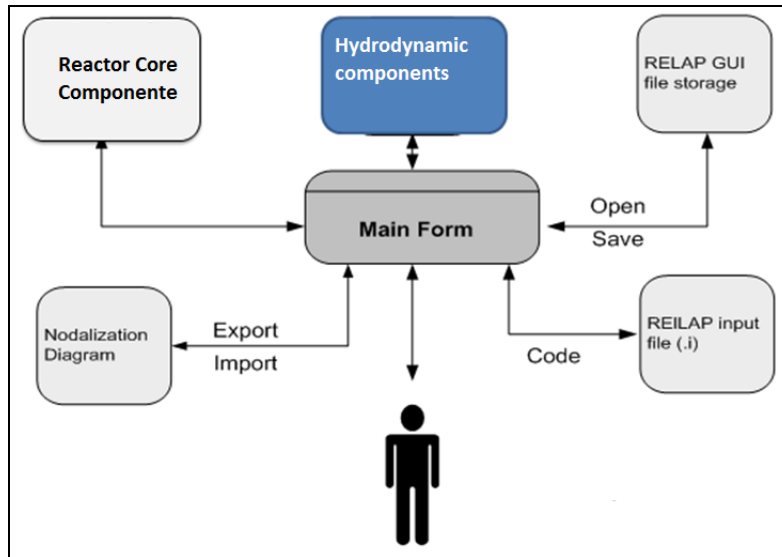 Reactor Core
Componente
Hydrodynamic
components
RELAP GUI
file storage
Main Form
Open
Save
Nodalization
Diagram
Export
Import
Code
REILAP input
file (.i)